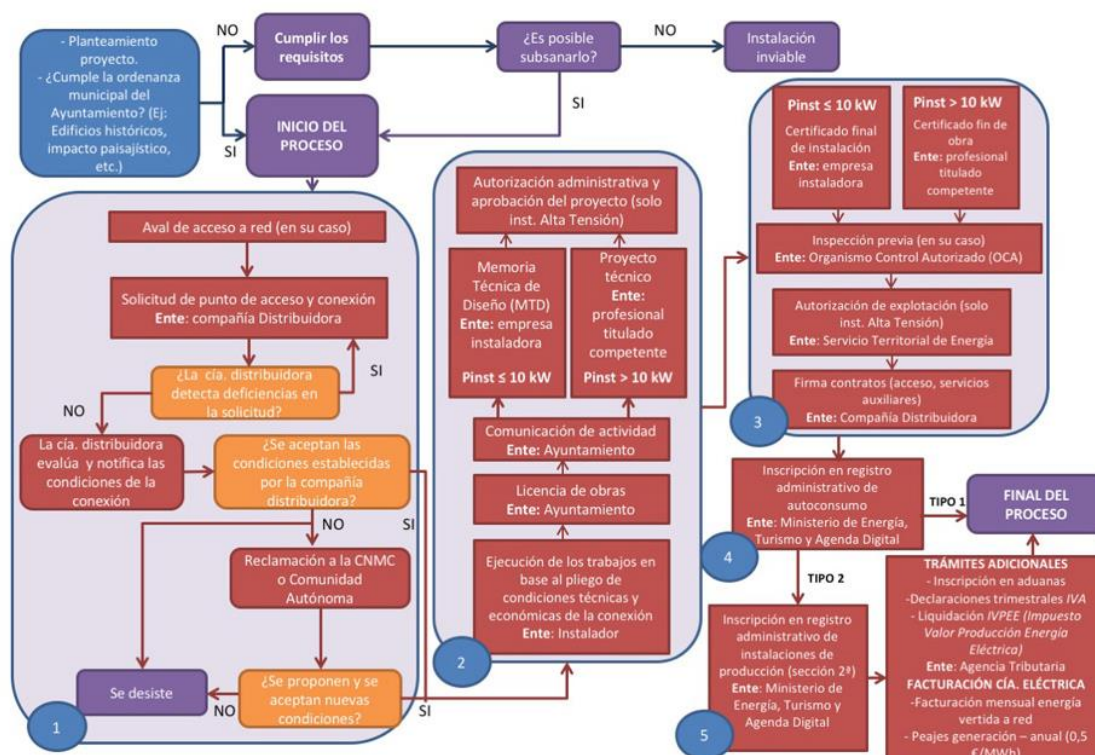 - Planteamiento
proyecto.
- ¿Cumple la ordenanza
municipal del
Ayuntamiento? (Ej:
Edificios históricos,
impacto paisajístico,
etc.)
NO
SI
Cumplir los
requisitos
¿Es posible
subsanarlo?
NO
Instalación
inviable
SI
INICIO DEL
PROCESO
Aval de acceso a red (en su caso)
Solicitud de punto de acceso y conexión
Ente: compañía Distribuidora
¿La cía. distribuidora
detecta deficiencias en
la solicitud?
SI
NO
La cía. distribuidora
evalúa y notifica las
condiciones de la
conexión
¿Se aceptan las
condiciones establecidas
por la compañía
distribuidora?
NO
SI
Reclamación a la CNMC
o Comunidad
Autónoma
Se desiste
NO
¿Se proponen y se
aceptan nuevas
condiciones?
SI
1
Autorización administrativa y
aprobación del proyecto (solo
inst. Alta Tensión)
Memoria
Técnica de
Diseño (MTD)
Ente: empresa
instaladora
Pinst ≤ 10 kW
Proyecto
técnico
Ente:
profesional
titulado
competente
Pinst > 10 kW
Comunicación de actividad
Ente: Ayuntamiento
Licencia de obras
Ente: Ayuntamiento
Ejecución de los trabajos en
base al pliego de
condiciones técnicas y
económicas de la conexión
Ente: Instalador
2
Pinst ≤ 10 kW
Certificado final
de instalación
Ente: empresa
instaladora
Pinst > 10 kW
Certificado fin de
obra
Ente: profesional
titulado
competente
Inspección previa (en su caso)
Ente: Organismo Control Autorizado (OCA)
Autorización de explotación (solo
inst. Alta Tensión)
Ente: Servicio Territorial de Energía
Firma contratos (acceso, servicios
auxiliares)
Ente: Compañía Distribuidora
3
Inscripción en registro
administrativo de
autoconsumo
Ente: Ministerio de Energía,
Turismo y Agenda Digital
4
TIPO 1
FINAL DEL
PROCESO
TIPO 2
Inscripción en registro
administrativo de
instalaciones de
producción (sección 2ª)
Ente: Ministerio de
Energía, Turismo y
Agenda Digital
5
TRÁMITES ADICIONALES
- Inscripción en aduanas
-Declaraciones trimestrales IVA
- Liquidación IVPEE (Impuesto
Valor Producción Energía
Eléctrica)
Ente: Agencia Tributaria
FACTURACIÓN CÍA. ELÉCTRICA
-Facturación mensual energía
vertida a red
- Peajes generación – anual (0,5
€/MWh)